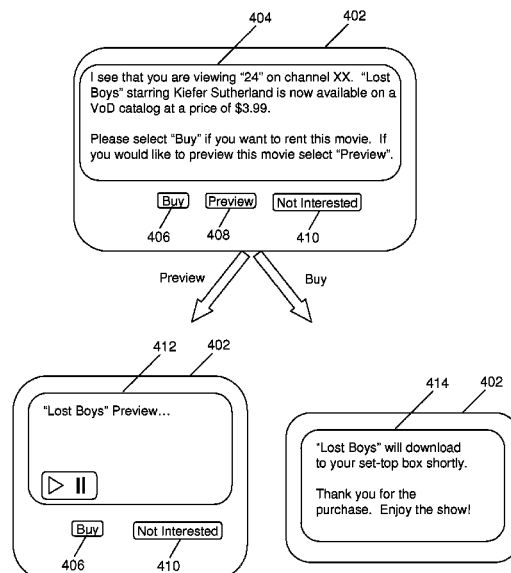 404
402
I see that you are viewing "24" on channel XX. "Lost
Boys" starring Kiefer Sutherland is now available on a
VoD catalog at a price of $3.99.
Please select "Buy" if you want to rent this movie. If
you would like to preview this movie select "Preview".
Buy
Preview
Not Interested
406
408
410
Preview
Buy
412
402
"Lost Boys" Preview...
Buy
Not Interested
406
410
414
402
"Lost Boys" will download
to your set-top box shortly.
Thank you for the
purchase. Enjoy the show!